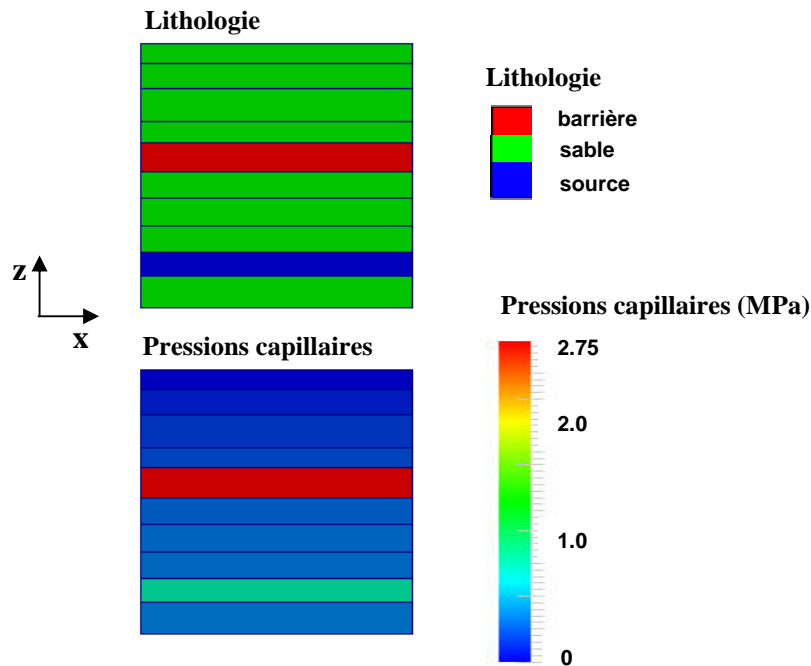 Lithologie
Lithologie
barrière
sable
source
z
x
Pressions capillaires (MPa)
Pressions capillaires
2.75
2.0
1.0
0